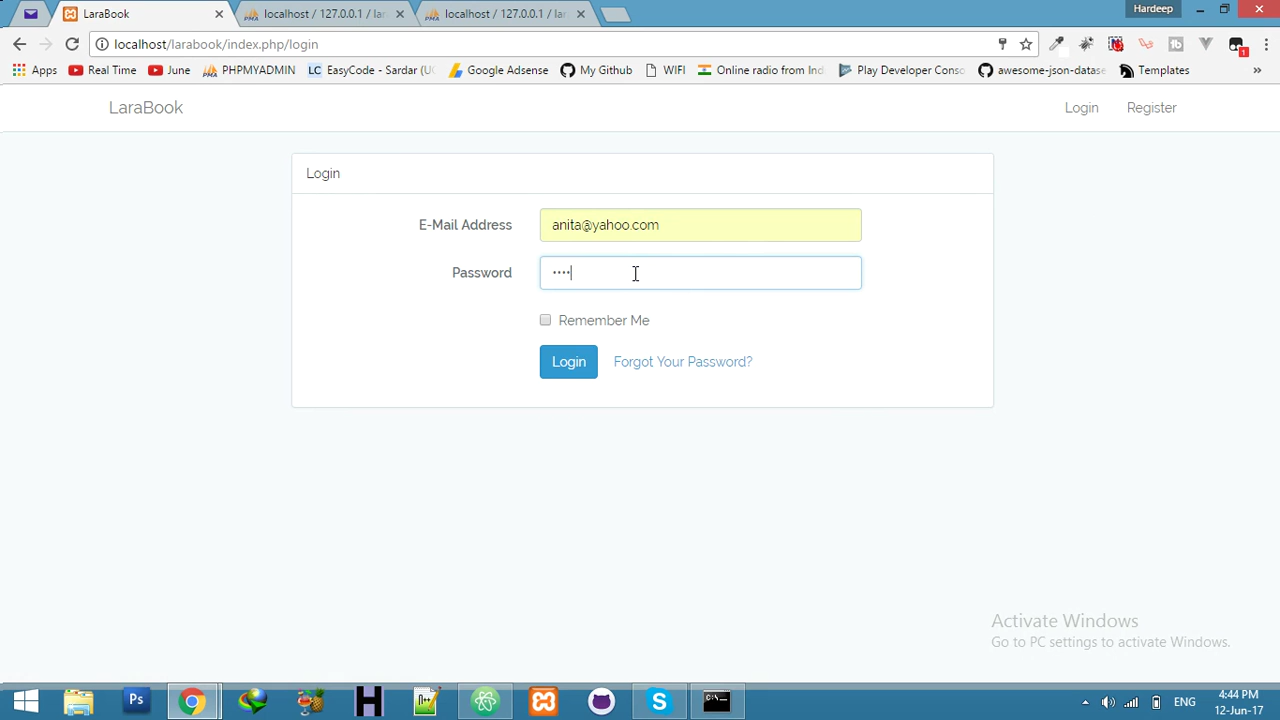 LaraBook
localhost / 127.0.0.1 / lar
localhost / 127.0.0.1 / lar
Hardeep
localhost/larabook/index.php/login
Apps
Real Time
June
PHPMYADMIN
LC EasyCode - Sardar (UC
Google Adsense
My Github
WIFI
Online radio from Ind
Play Developer Conso
awesome-json-datase
Templates
LaraBook
Login
Register
Login
E-Mail Address
anita@yahoo.com
Password
••••
Remember Me
Login
Forgot Your Password?
Activate Windows
Go to PC settings to activate Windows.
Ps
ENG
4:44 PM
12-Jun-17